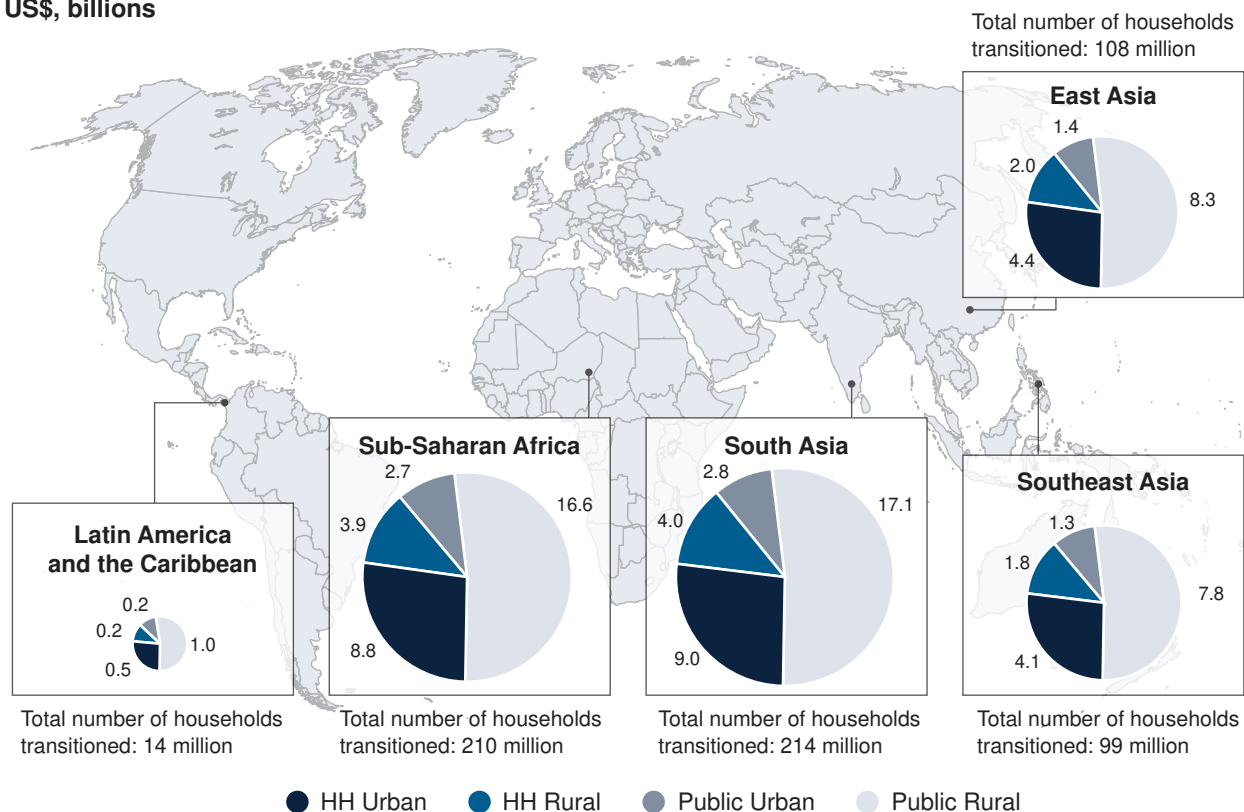 US$, billions
Total number of households
transitioned: 108 million
East Asia
1.4
2.0
8.3
4.4
Sub-Saharan Africa
2.7
16.6
3.9
8.8
South Asia
2.8
17.1
4.0
9.0
Southeast Asia
1.3
1.8
7.8
4.1
Latin America
and the Caribbean
0.2
0.2
1.0
0.5
Total number of households
transitioned: 14 million
Total number of households
transitioned: 210 million
Total number of households
transitioned: 214 million
Total number of households
transitioned: 99 million
HH Urban
HH Rural
Public Urban
Public Rural